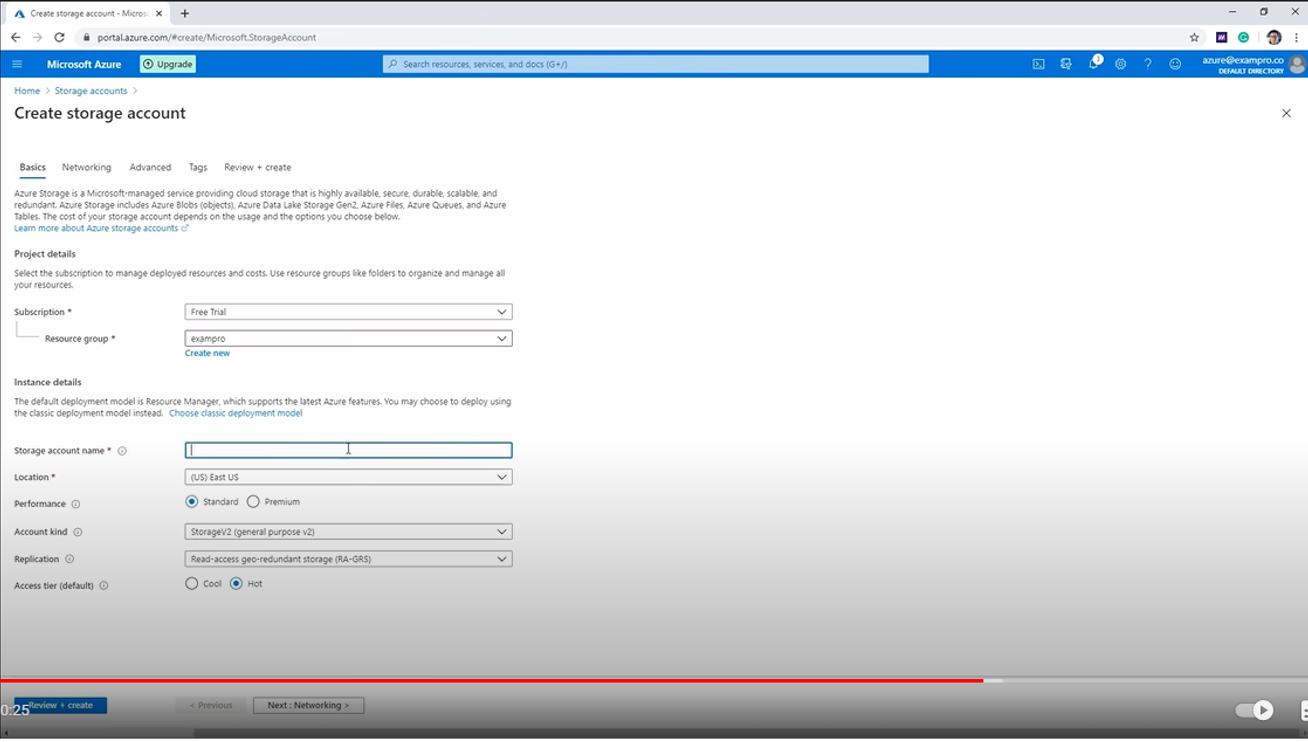 Create storage account - Micros
portal.azure.com/#create/Microsoft.StorageAccount
Microsoft Azure
Upgrade
Search resources, services, and docs (G+/)
1
azure@exampro.co
DEFAULT DIRECTORY
Home > Storage accounts >
Create storage account
Basics Networking Advanced Tags Review + create
Azure Storage is a Microsoft-managed service providing cloud storage that is highly available, secure, durable, scalable, and
redundant. Azure Storage includes Azure Blobs (objects), Azure Data Lake Storage Gen2, Azure Files, Azure Queues, and Azure
Tables. The cost of your storage account depends on the usage and the options you choose below.
Learn more about Azure storage accounts
Project details
Select the subscription to manage deployed resources and costs. Use resource groups like folders to organize and manage all
your resources.
Subscription * Free Trial
Resource group * exampro
Create new
Instance details
The default deployment model is Resource Manager, which supports the latest Azure features. You may choose to deploy using
the classic deployment model instead. Choose classic deployment model
Storage account name *
Location * (US) East US
Performance Standard Premium
Account kind StorageV2 (general purpose v2)
Replication Read-access geo-redundant storage (RA-GRS)
Access tier (default) Cool Hot
Review + create < Previous Next : Networking >
0:25